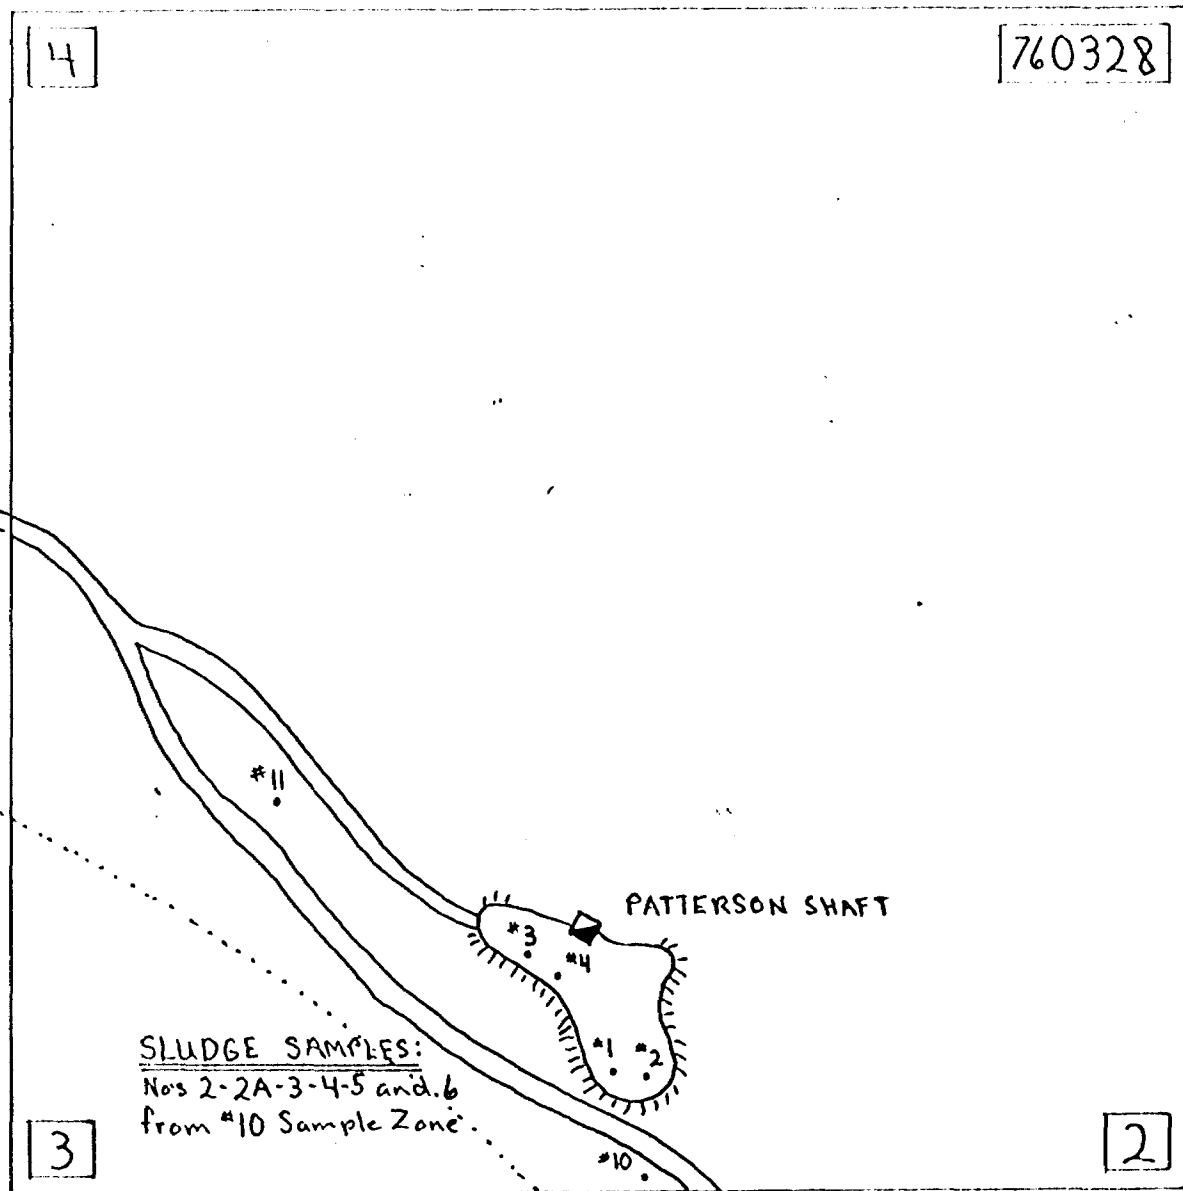 4
760328
#11
PATTERSON SHAFT
#3
#4
SLUDGE SAMPLES:
No's 2-2A-3-4-5 and 6
from #10 Sample Zone.
#1
#2
3
#10
2